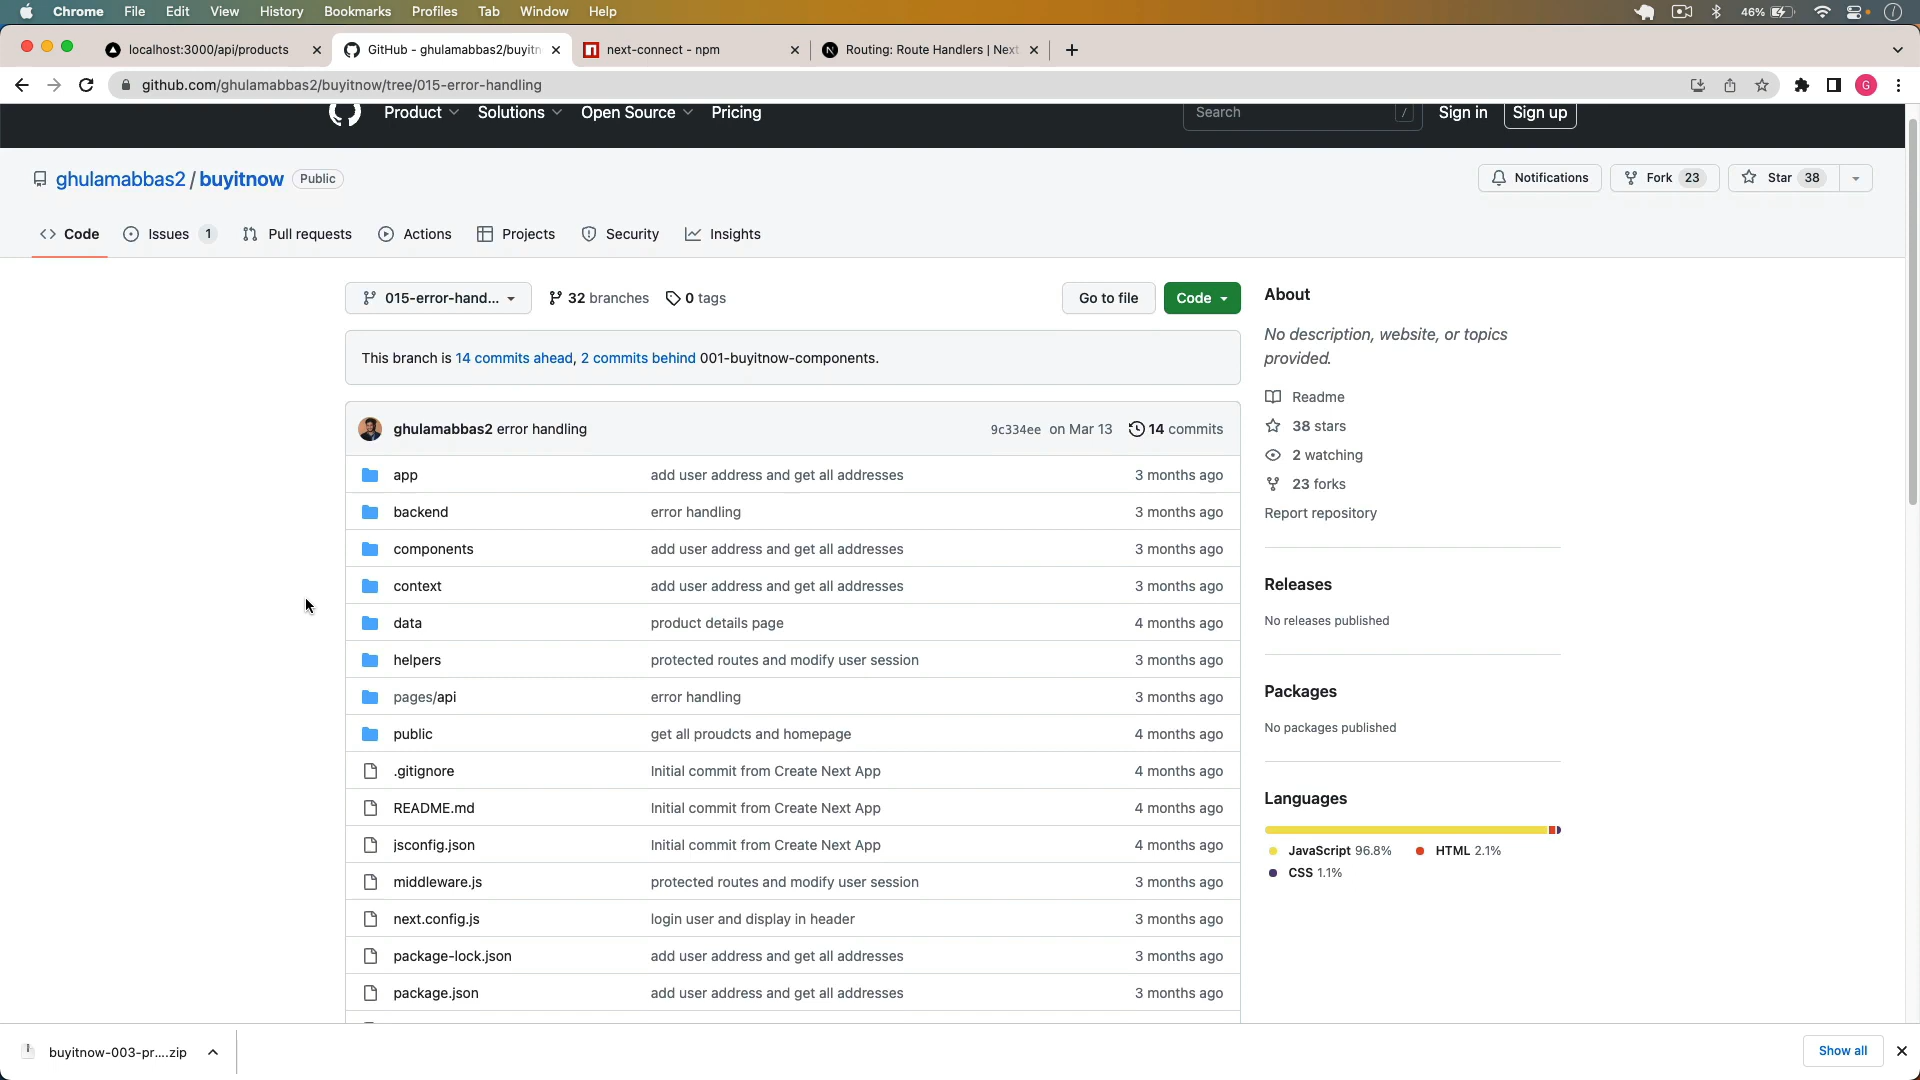 Chrome File Edit View History Bookmarks Profiles Tab Window Help 46%
localhost:3000/api/products GitHub - ghulamabbas2/buyitn next-connect - npm Routing: Route Handlers | Next
github.com/ghulamabbas2/buyitnow/tree/015-error-handling G
Product Solutions Open Source Pricing Search / Sign in Sign up
ghulamabbas2 / buyitnow Public Notifications Fork 23 Star 38
Code Issues 1 Pull requests Actions Projects Security Insights
015-error-hand... 32 branches 0 tags Go to file Code
This branch is 14 commits ahead, 2 commits behind 001-buyitnow-components.
ghulamabbas2 error handling 9c334ee on Mar 13 14 commits
app add user address and get all addresses 3 months ago
backend error handling 3 months ago
components add user address and get all addresses 3 months ago
context add user address and get all addresses 3 months ago
data product details page 4 months ago
helpers protected routes and modify user session 3 months ago
pages/api error handling 3 months ago
public get all proudcts and homepage 4 months ago
.gitignore Initial commit from Create Next App 4 months ago
README.md Initial commit from Create Next App 4 months ago
jsconfig.json Initial commit from Create Next App 4 months ago
middleware.js protected routes and modify user session 3 months ago
next.config.js login user and display in header 3 months ago
package-lock.json add user address and get all addresses 3 months ago
package.json add user address and get all addresses 3 months ago
About
No description, website, or topics
provided.
Readme
38 stars
2 watching
23 forks
Report repository
Releases
No releases published
Packages
No packages published
Languages
JavaScript 96.8% HTML 2.1%
CSS 1.1%
buyitnow-003-pr....zip Show all